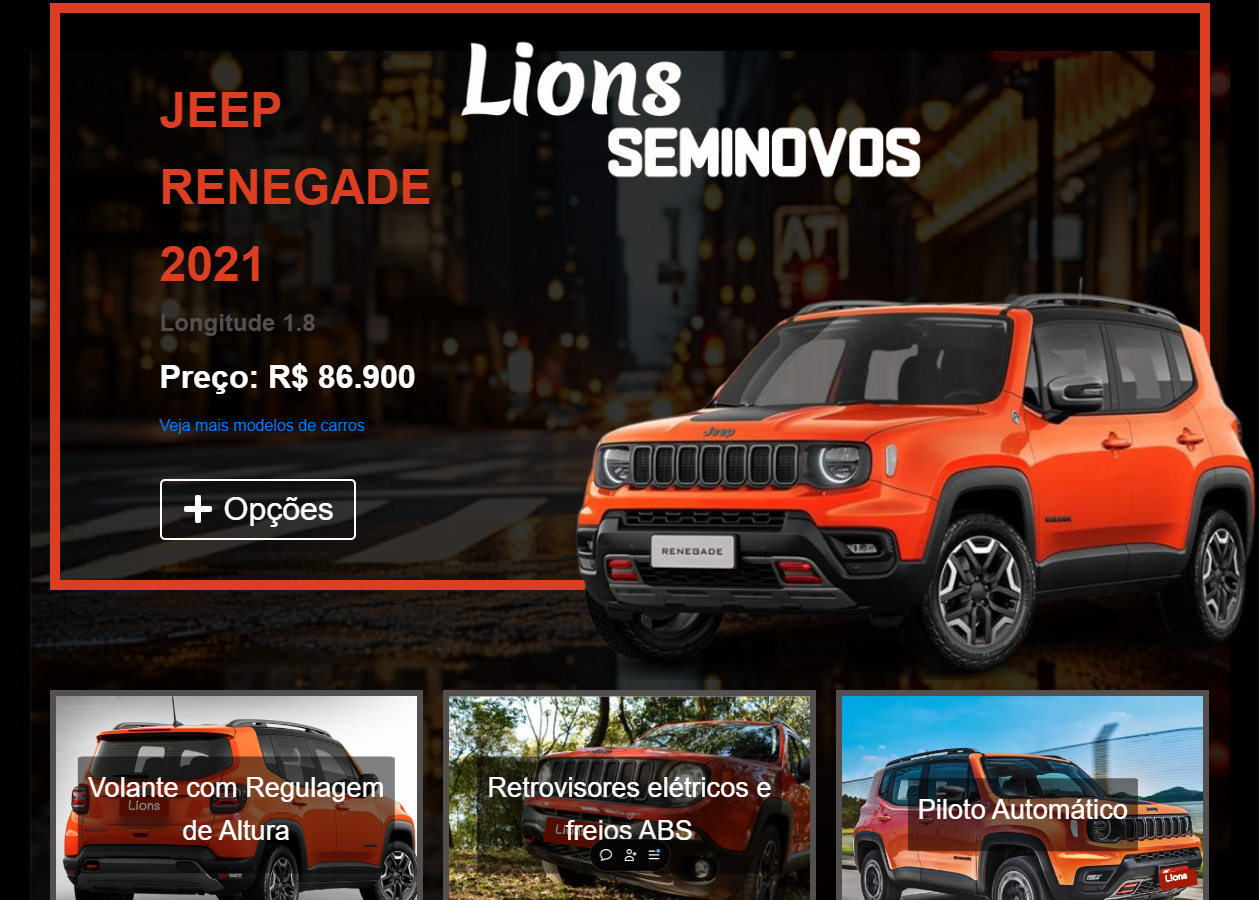 Lions
SEMINOVOS
JEEP
RENEGADE
2021
Longitude 1.8
Preço: R$ 86.900
Veja mais modelos de carros
Opções
AT
Jeep
RENEGADE
Volante com Regulagem
de Altura
Lions
Retrovisores elétricos e
freios ABS
Piloto Automático
Lions